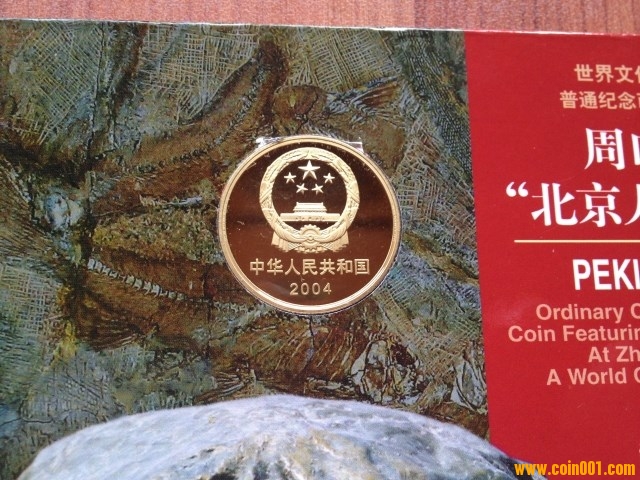 中华人民共和国
2004
世界文化
普通纪念
周口
“北京人
PEKI
Ordinary C
Coin Featuring
At Zh
A World C
www.coin001.com